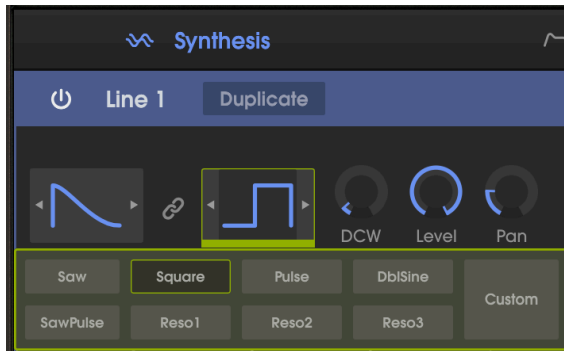 Synthesis
Line 1 Duplicate
DCW Level Pan
Saw Square Pulse DblSine
Custom
SawPulse Reso1 Reso2 Reso3